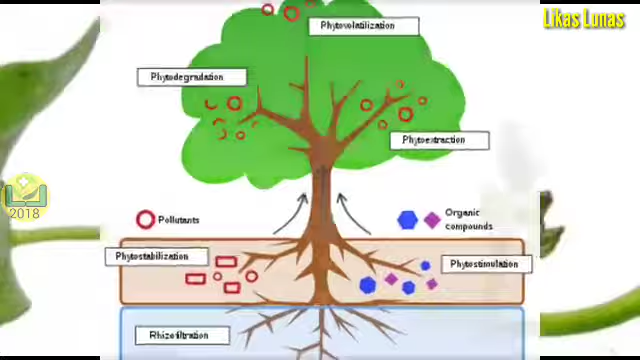 Likas Lunas
Phytovolatilization
Phytodegradation
Phytoextraction
2018
Pollutants
Organic
compounds
Phytostabilization
Phytostimulation
Rhizofiltration